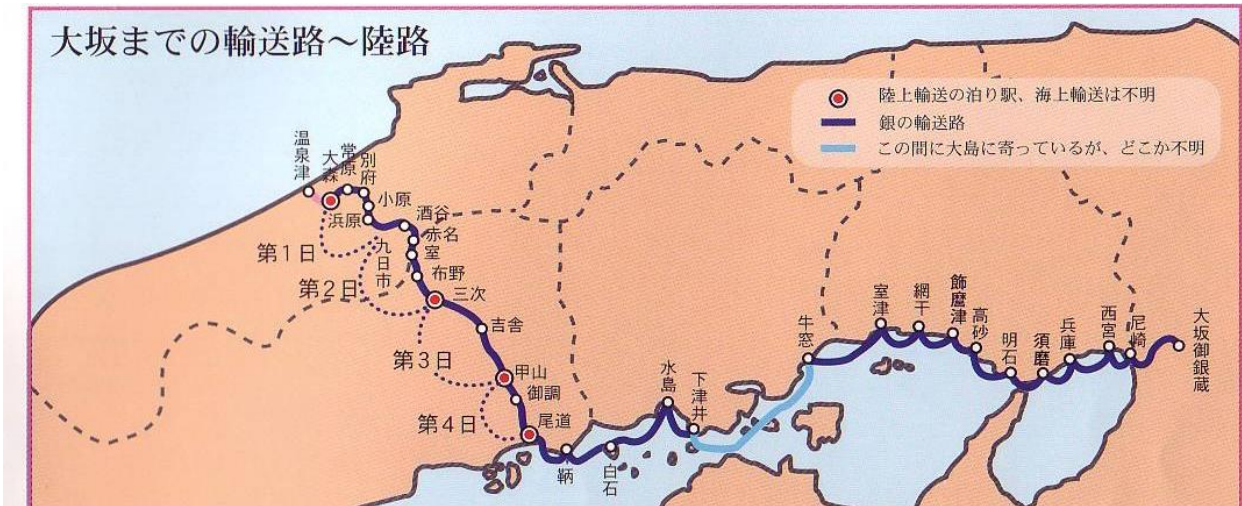 大坂までの輸送路～陸路
陸上輸送の泊り駅、海上輸送は不明
銀の輸送路
この間に大島に寄っているが、どこか不明
温泉津
大森
常原
別府
小原
浜原
酒谷
赤名
室
九日市
布野
三次
吉舎
甲山
御調
尾道
第1日
第2日
第3日
第4日
鞆
白石
水島
下津井
牛窓
室津
網干
飾麿津
高砂
明石
須磨
兵庫
西宮
尼崎
大坂御銀蔵